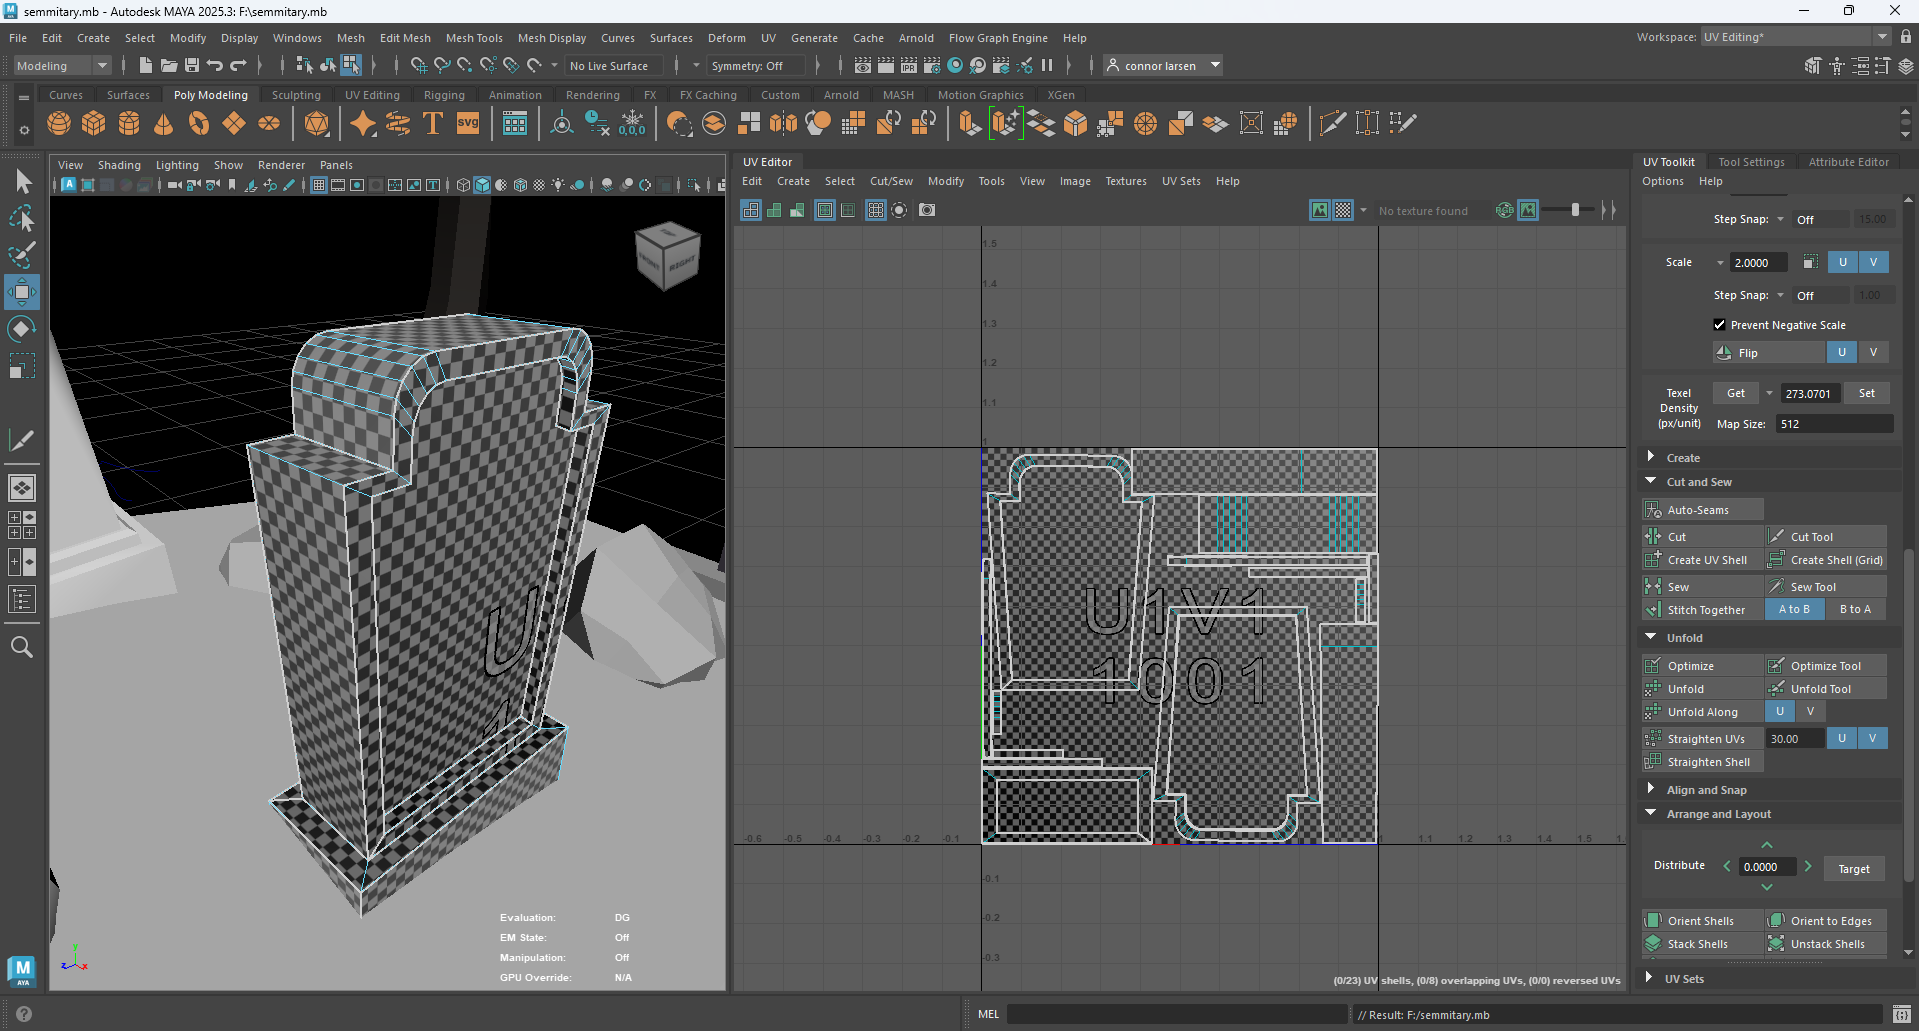 semmitary.mb - Autodesk MAYA 2025.3: F:\semmitary.mb
File Edit Create Select Modify Display Windows Mesh Edit Mesh Mesh Tools Mesh Display Curves Surfaces Deform UV Generate Cache Arnold Flow Graph Engine Help
Workspace: UV Editing*
Modeling No Live Surface Symmetry: Off connor larsen
Curves Surfaces Poly Modeling Sculpting UV Editing Rigging Animation Rendering FX FX Caching Custom Arnold MASH Motion Graphics XGen
View Shading Lighting Show Renderer Panels
RIGHT
U
Evaluation: DG
EM State: Off
Manipulation: Off
GPU Override: N/A
UV Editor
Edit Create Select Cut/Sew Modify Tools View Image Textures UV Sets Help
No texture found
1.5
1.4
1.3
1.2
1.1
1
U1V1
1001
-0.6 -0.5 -0.4 -0.3 -0.2 -0.1 1.1 1.2 1.3 1.4 1.5
-0.1
-0.2
-0.3
(0/23) UV shells, (0/8) overlapping UVs, (0/0) reversed UVs
UV Toolkit Tool Settings Attribute Editor
Options Help
Step Snap: Off 15.00
Scale 2.0000 U V
Step Snap: Off 1.00
Prevent Negative Scale
Flip U V
Texel Density (px/unit) Get 273.0701 Set
Map Size: 512
Create
Cut and Sew
Auto-Seams
Cut Cut Tool
Create UV Shell Create Shell (Grid)
Sew Sew Tool
Stitch Together A to B B to A
Unfold
Optimize Optimize Tool
Unfold Unfold Tool
Unfold Along U V
Straighten UVs 30.00 U V
Straighten Shell
Align and Snap
Arrange and Layout
Distribute 0.0000 Target
Orient Shells Orient to Edges
Stack Shells Unstack Shells
UV Sets
MEL // Result: F:/semmitary.mb